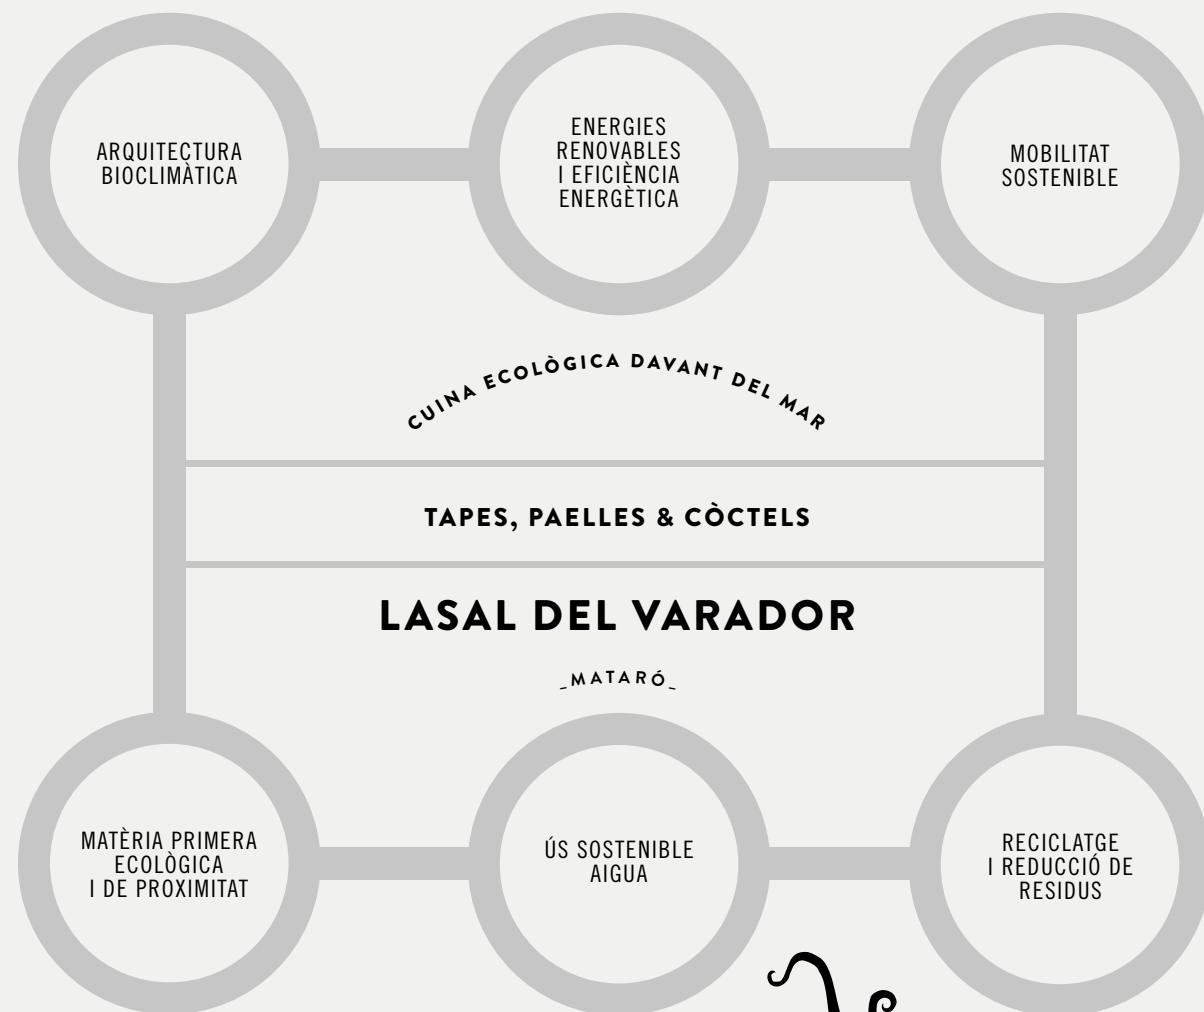 ARQUITECTURA
BIOCLIMÀTICA
ENERGIES
RENOVABLES
I EFICIÈNCIA
ENERGÈTICA
MOBILITAT
SOSTENIBLE
CUINA ECOLÒGICA DAVANT DEL MAR
TAPES, PAELLES & CÒCTELS
LASAL DEL VARADOR
_MATARÓ_
MATÈRIA PRIMERA
ECOLÒGICA
I DE PROXIMITAT
ÚS SOSTENIBLE
AIGUA
RECICLATGE
I REDUCCIÓ DE
RESIDUS